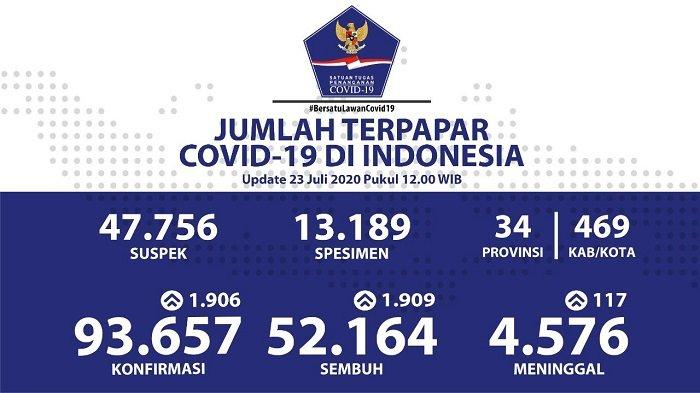 SATUAN TUGAS
PENANGANAN
COVID-19
#BersatuLawanCovid19
JUMLAH TERPAPAR
COVID-19 DI INDONESIA
Update 23 Juli 2020 Pukul 12.00 WIB
47.756
SUSPEK
13.189
SPESIMEN
34
PROVINSI
469
KAB/KOTA
1.906
93.657
KONFIRMASI
1.909
52.164
SEMBUH
117
4.576
MENINGGAL